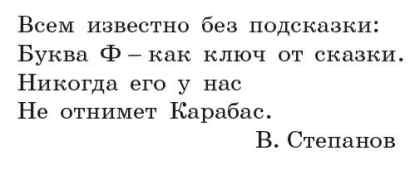 Всем известно без подсказки:
Буква Ф – как ключ от сказки.
Никогда его у нас
Не отнимет Карабас.
В. Степанов